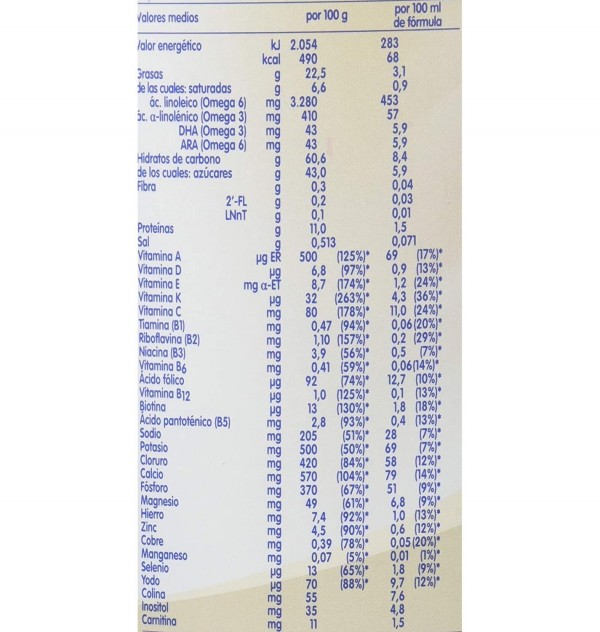 Valores medios por 100 g por 100 ml de fórmula
Valor energético kJ 2.054 283
kcal 490 68
Grasas g 22,5 3,1
de las cuales: saturadas g 6,6 0,9
ác. linoleico (Omega 6) mg 3.280 453
ác. α-linolénico (Omega 3) mg 410 57
DHA (Omega 3) mg 43 5,9
ARA (Omega 6) mg 43 5,9
Hidratos de carbono g 60,6 8,4
de los cuales: azúcares g 43,0 5,9
Fibra g 0,3 0,04
2'-FL g 0,2 0,03
LNnT g 0,1 0,01
Proteínas g 11,0 1,5
Sal g 0,513 0,071
Vitamina A µg ER 500 (125%)* 69 (17%)*
Vitamina D µg 6,8 (97%)* 0,9 (13%)*
Vitamina E mg α-ET 8,7 (174%)* 1,2 (24%)*
Vitamina K µg 32 (263%)* 4,3 (36%)*
Vitamina C mg 80 (178%)* 11,0 (24%)*
Tiamina (B1) mg 0,47 (94%)* 0,06 (20%)*
Riboflavina (B2) mg 1,10 (157%)* 0,2 (29%)*
Niacina (B3) mg 3,9 (56%)* 0,5 (7%)*
Vitamina B6 mg 0,41 (59%)* 0,06 (14%)*
Ácido fólico µg 92 (74%)* 12,7 (10%)*
Vitamina B12 µg 1,0 (125%)* 0,1 (13%)*
Biotina µg 13 (130%)* 1,8 (18%)*
Ácido pantoténico (B5) mg 2,8 (93%)* 0,4 (13%)*
Sodio mg 205 (51%)* 28 (7%)*
Potasio mg 500 (50%)* 69 (7%)*
Cloruro mg 420 (84%)* 58 (12%)*
Calcio mg 570 (104%)* 79 (14%)*
Fósforo mg 370 (67%)* 51 (9%)*
Magnesio mg 49 (61%)* 6,8 (9%)*
Hierro mg 7,4 (92%)* 1,0 (13%)*
Zinc mg 4,5 (90%)* 0,6 (12%)*
Cobre mg 0,39 (78%)* 0,05 (20%)*
Manganeso mg 0,07 (5%)* 0,01 (1%)*
Selenio µg 13 (65%)* 1,8 (9%)*
Yodo µg 70 (88%)* 9,7 (12%)*
Colina mg 55 7,6
Inositol mg 35 4,8
Carnitina mg 11 1,5